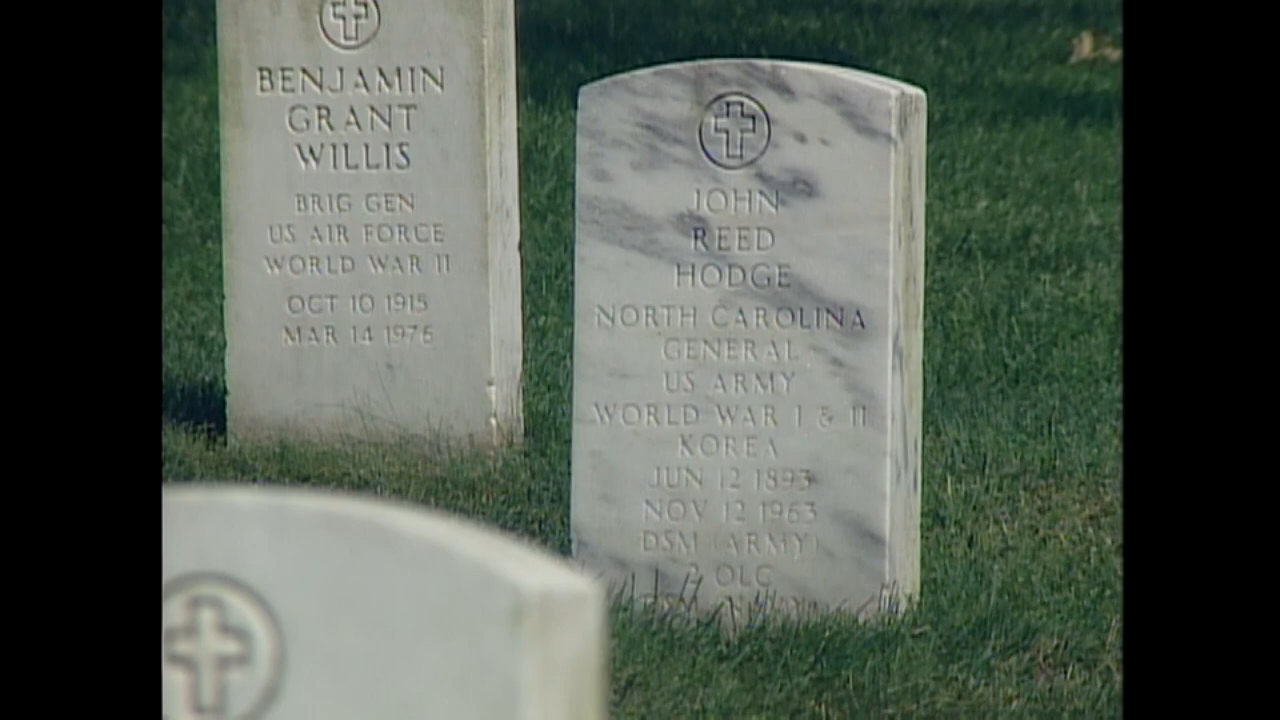 BENJAMIN
GRANT
WILLIS
BRIG GEN
US AIR FORCE
WORLD WAR II
OCT 10 1915
MAR 14 1976
JOHN
REED
HODGE
NORTH CAROLINA
GENERAL
US ARMY
WORLD WAR I & II
KOREA
JUN 12 1893
NOV 12 1963
DSM (ARMY)
2 OLC